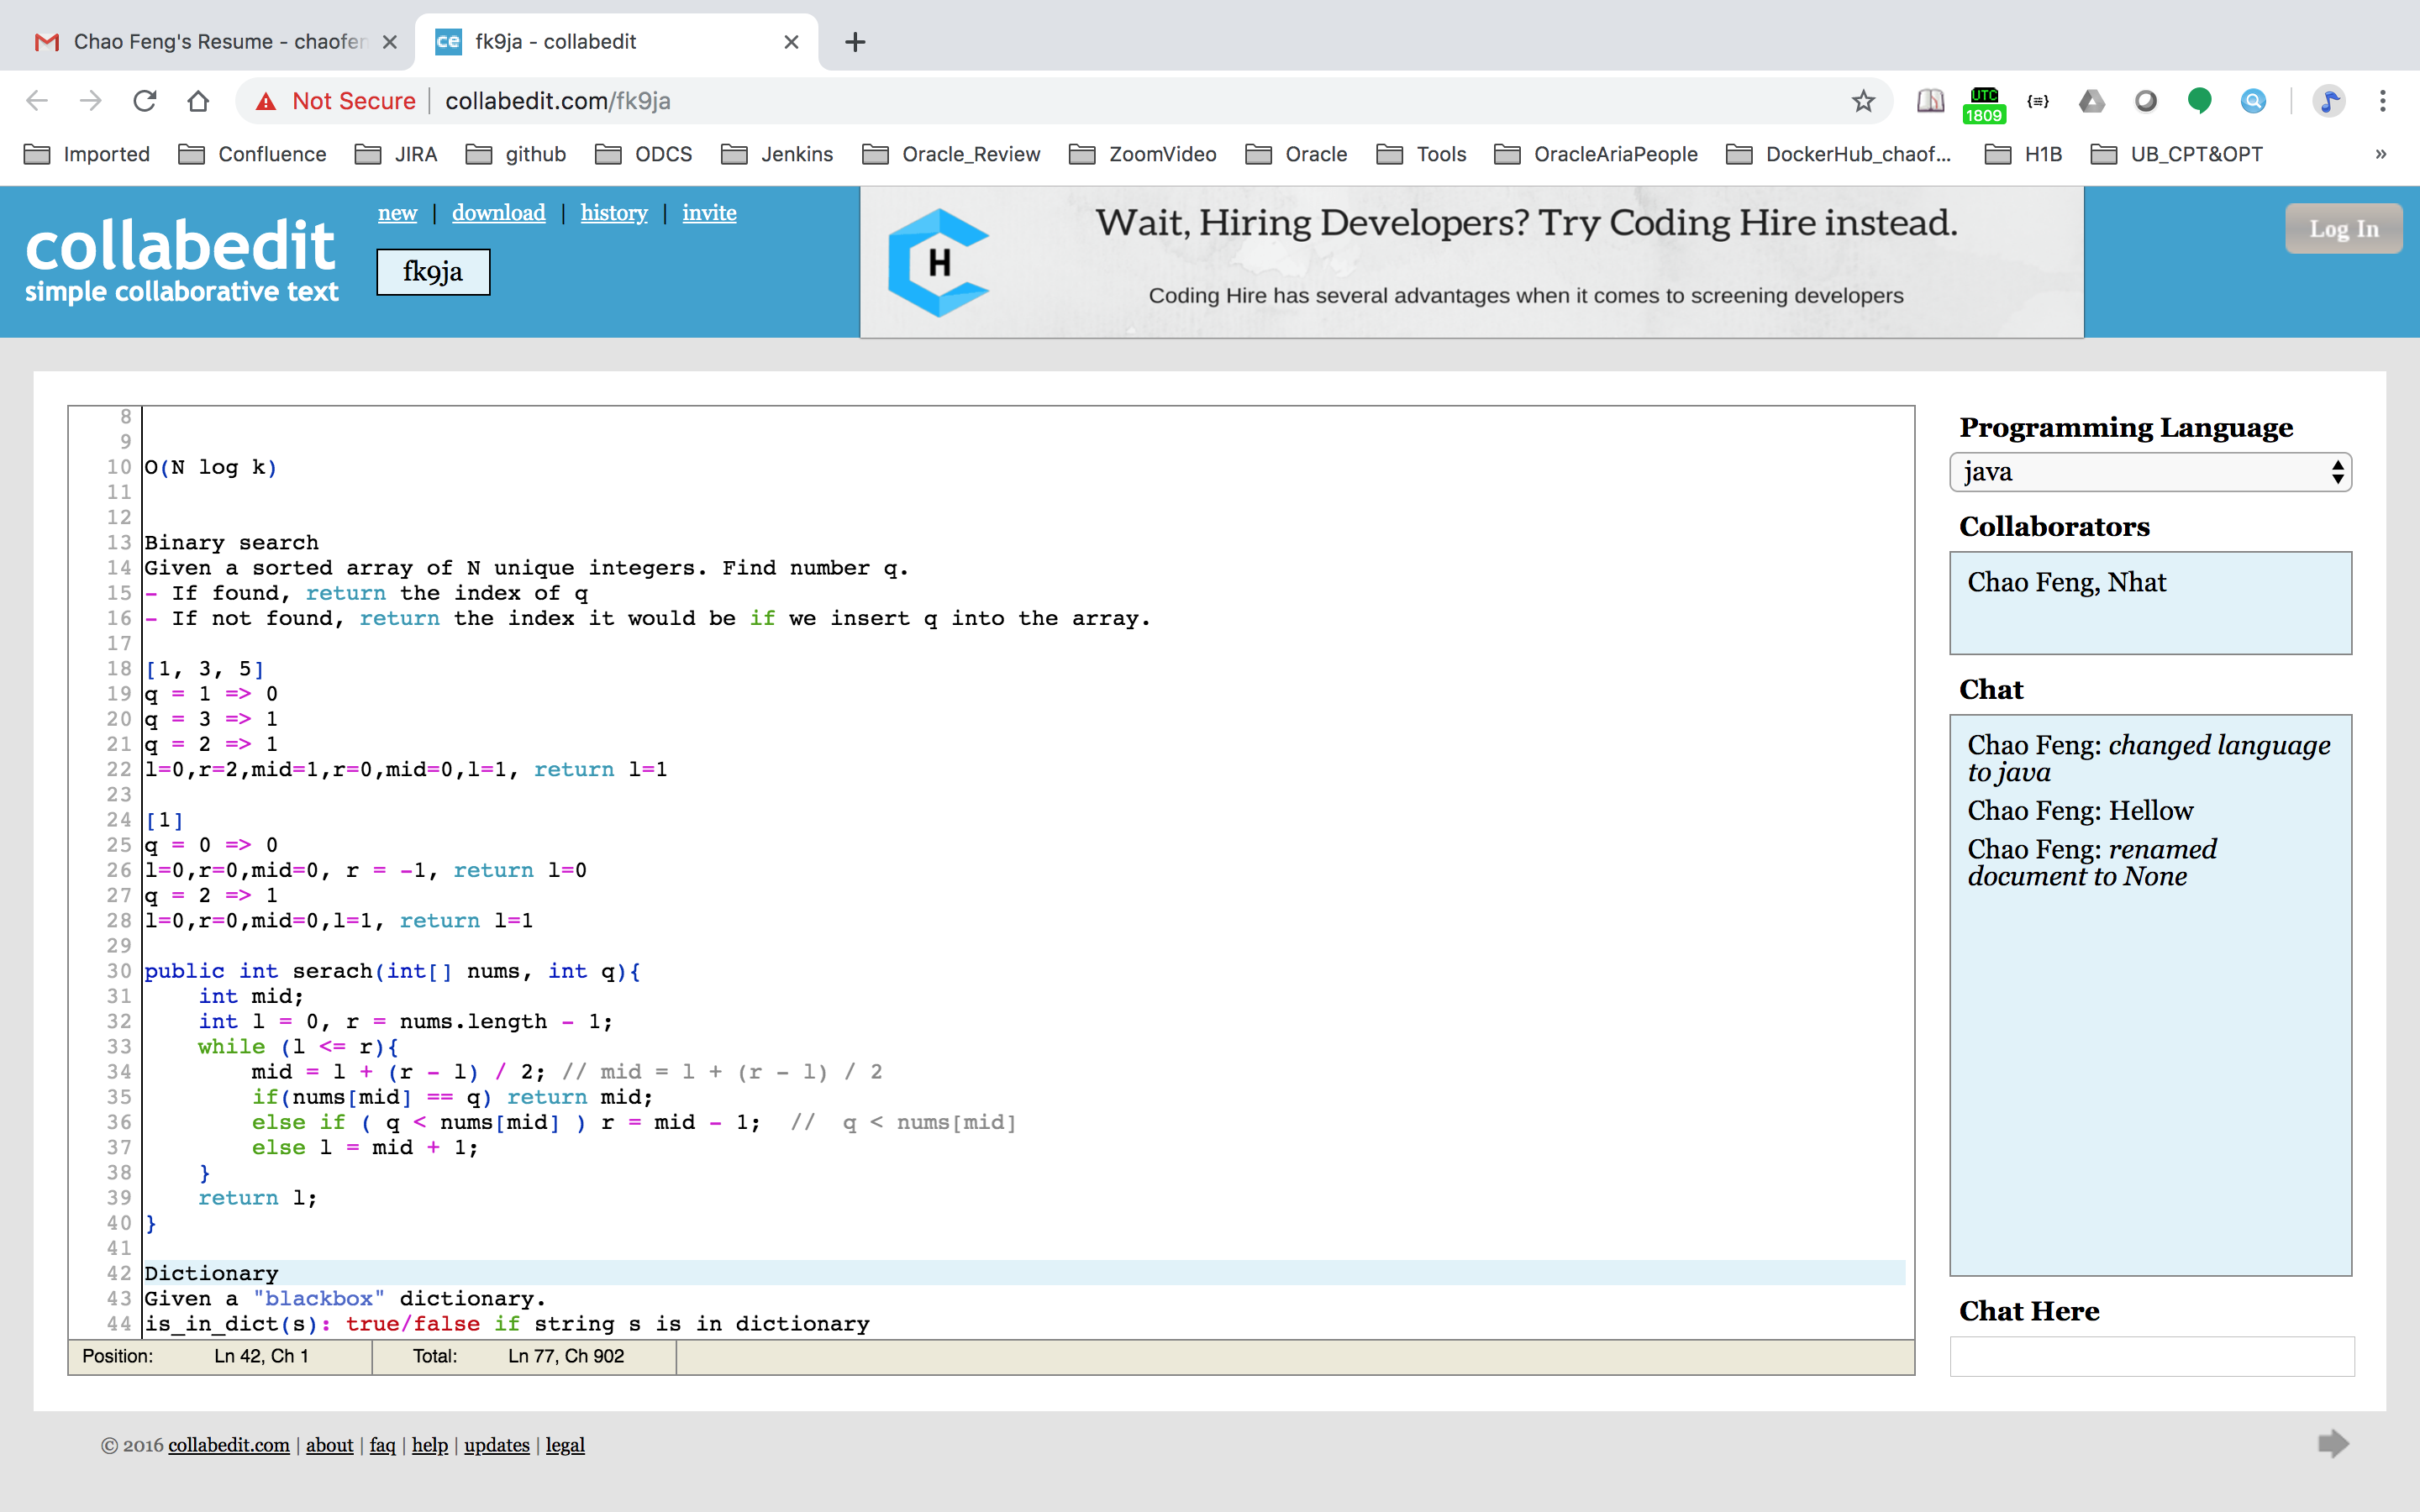 Chao Feng's Resume - chaofen
ce fk9ja - collabedit
Not Secure collabedit.com/fk9ja
UTC
1809
Imported Confluence JIRA github ODCS Jenkins Oracle_Review ZoomVideo Oracle Tools OracleAriaPeople DockerHub_chaof... H1B UB_CPT&OPT »
collabedit
simple collaborative text
new | download | history | invite
fk9ja
H
Wait, Hiring Developers? Try Coding Hire instead.
Coding Hire has several advantages when it comes to screening developers
Log In
8
9
10 O(N log k)
11
12
13 Binary search
14 Given a sorted array of N unique integers. Find number q.
15 - If found, return the index of q
16 - If not found, return the index it would be if we insert q into the array.
17
18 [1, 3, 5]
19 q = 1 => 0
20 q = 3 => 1
21 q = 2 => 1
22 l=0,r=2,mid=1,r=0,mid=0,l=1, return l=1
23
24 [1]
25 q = 0 => 0
26 l=0,r=0,mid=0, r = -1, return l=0
27 q = 2 => 1
28 l=0,r=0,mid=0,l=1, return l=1
29
30 public int serach(int[] nums, int q){
31 int mid;
32 int l = 0, r = nums.length - 1;
33 while (l <= r){
34 mid = l + (r - l) / 2; // mid = l + (r - l) / 2
35 if(nums[mid] == q) return mid;
36 else if ( q < nums[mid] ) r = mid - 1; // q < nums[mid]
37 else l = mid + 1;
38 }
39 return l;
40 }
41
42 Dictionary
43 Given a "blackbox" dictionary.
44 is_in_dict(s): true/false if string s is in dictionary
Position: Ln 42, Ch 1 Total: Ln 77, Ch 902
Programming Language
java
Collaborators
Chao Feng, Nhat
Chat
Chao Feng: changed language
to java
Chao Feng: Hellow
Chao Feng: renamed
document to None
Chat Here
© 2016 collabedit.com | about | faq | help | updates | legal